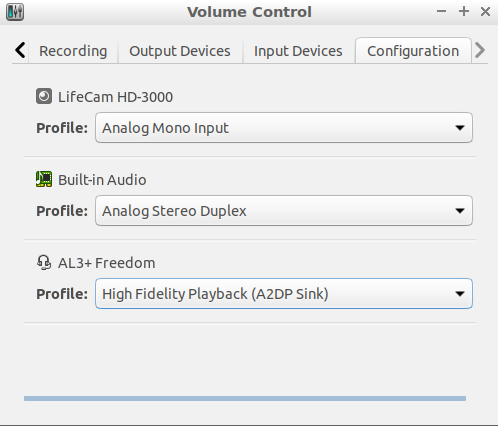 Volume Control
Recording Output Devices Input Devices Configuration
LifeCam HD-3000
Profile: Analog Mono Input
Built-in Audio
Profile: Analog Stereo Duplex
AL3+ Freedom
Profile: High Fidelity Playback (A2DP Sink)